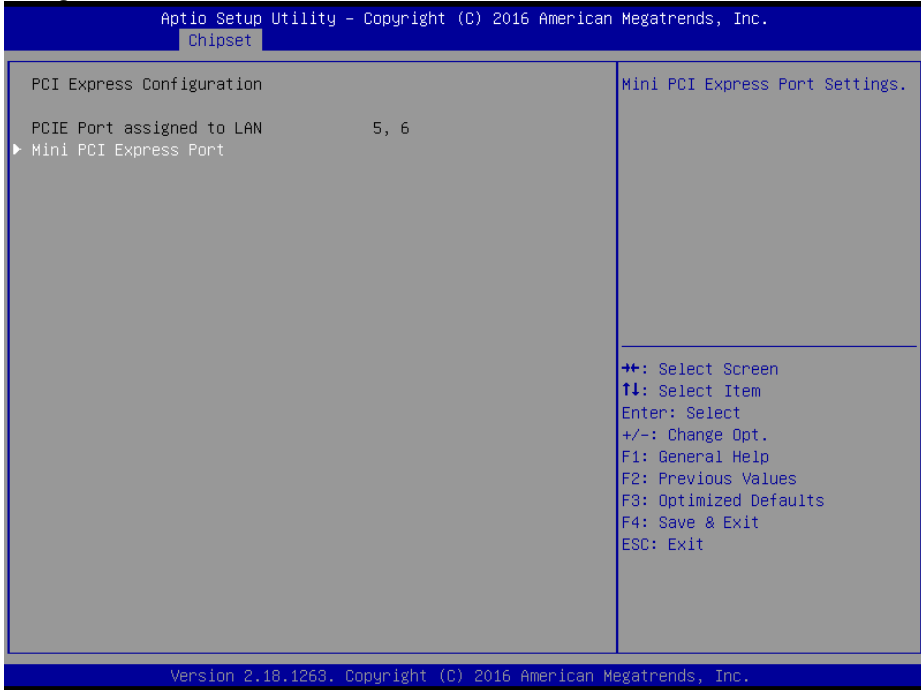 Aptio Setup Utility – Copyright (C) 2016 American Megatrends, Inc.
Chipset
PCI Express Configuration
PCIE Port assigned to LAN 5, 6
Mini PCI Express Port
Mini PCI Express Port Settings.
→←: Select Screen
↑↓: Select Item
Enter: Select
+/-: Change Opt.
F1: General Help
F2: Previous Values
F3: Optimized Defaults
F4: Save & Exit
ESC: Exit
Version 2.18.1263. Copyright (C) 2016 American Megatrends, Inc.